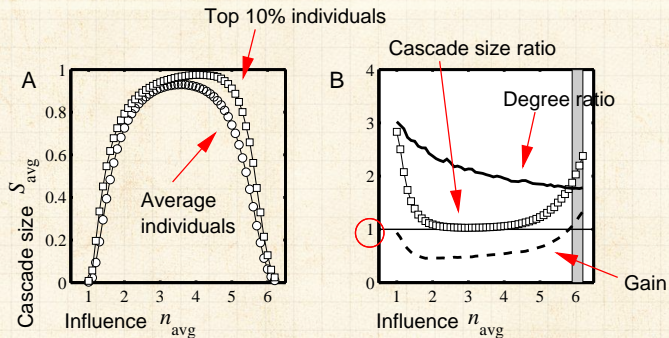 Top 10% individuals
A
Cascade size S_avg
1
0.8
0.6
0.4
0.2
0
Average
individuals
1 2 3 4 5 6
Influence n_avg
B
Cascade size ratio
Degree ratio
4
3
2
1
0
Gain
1 2 3 4 5 6
Influence n_avg